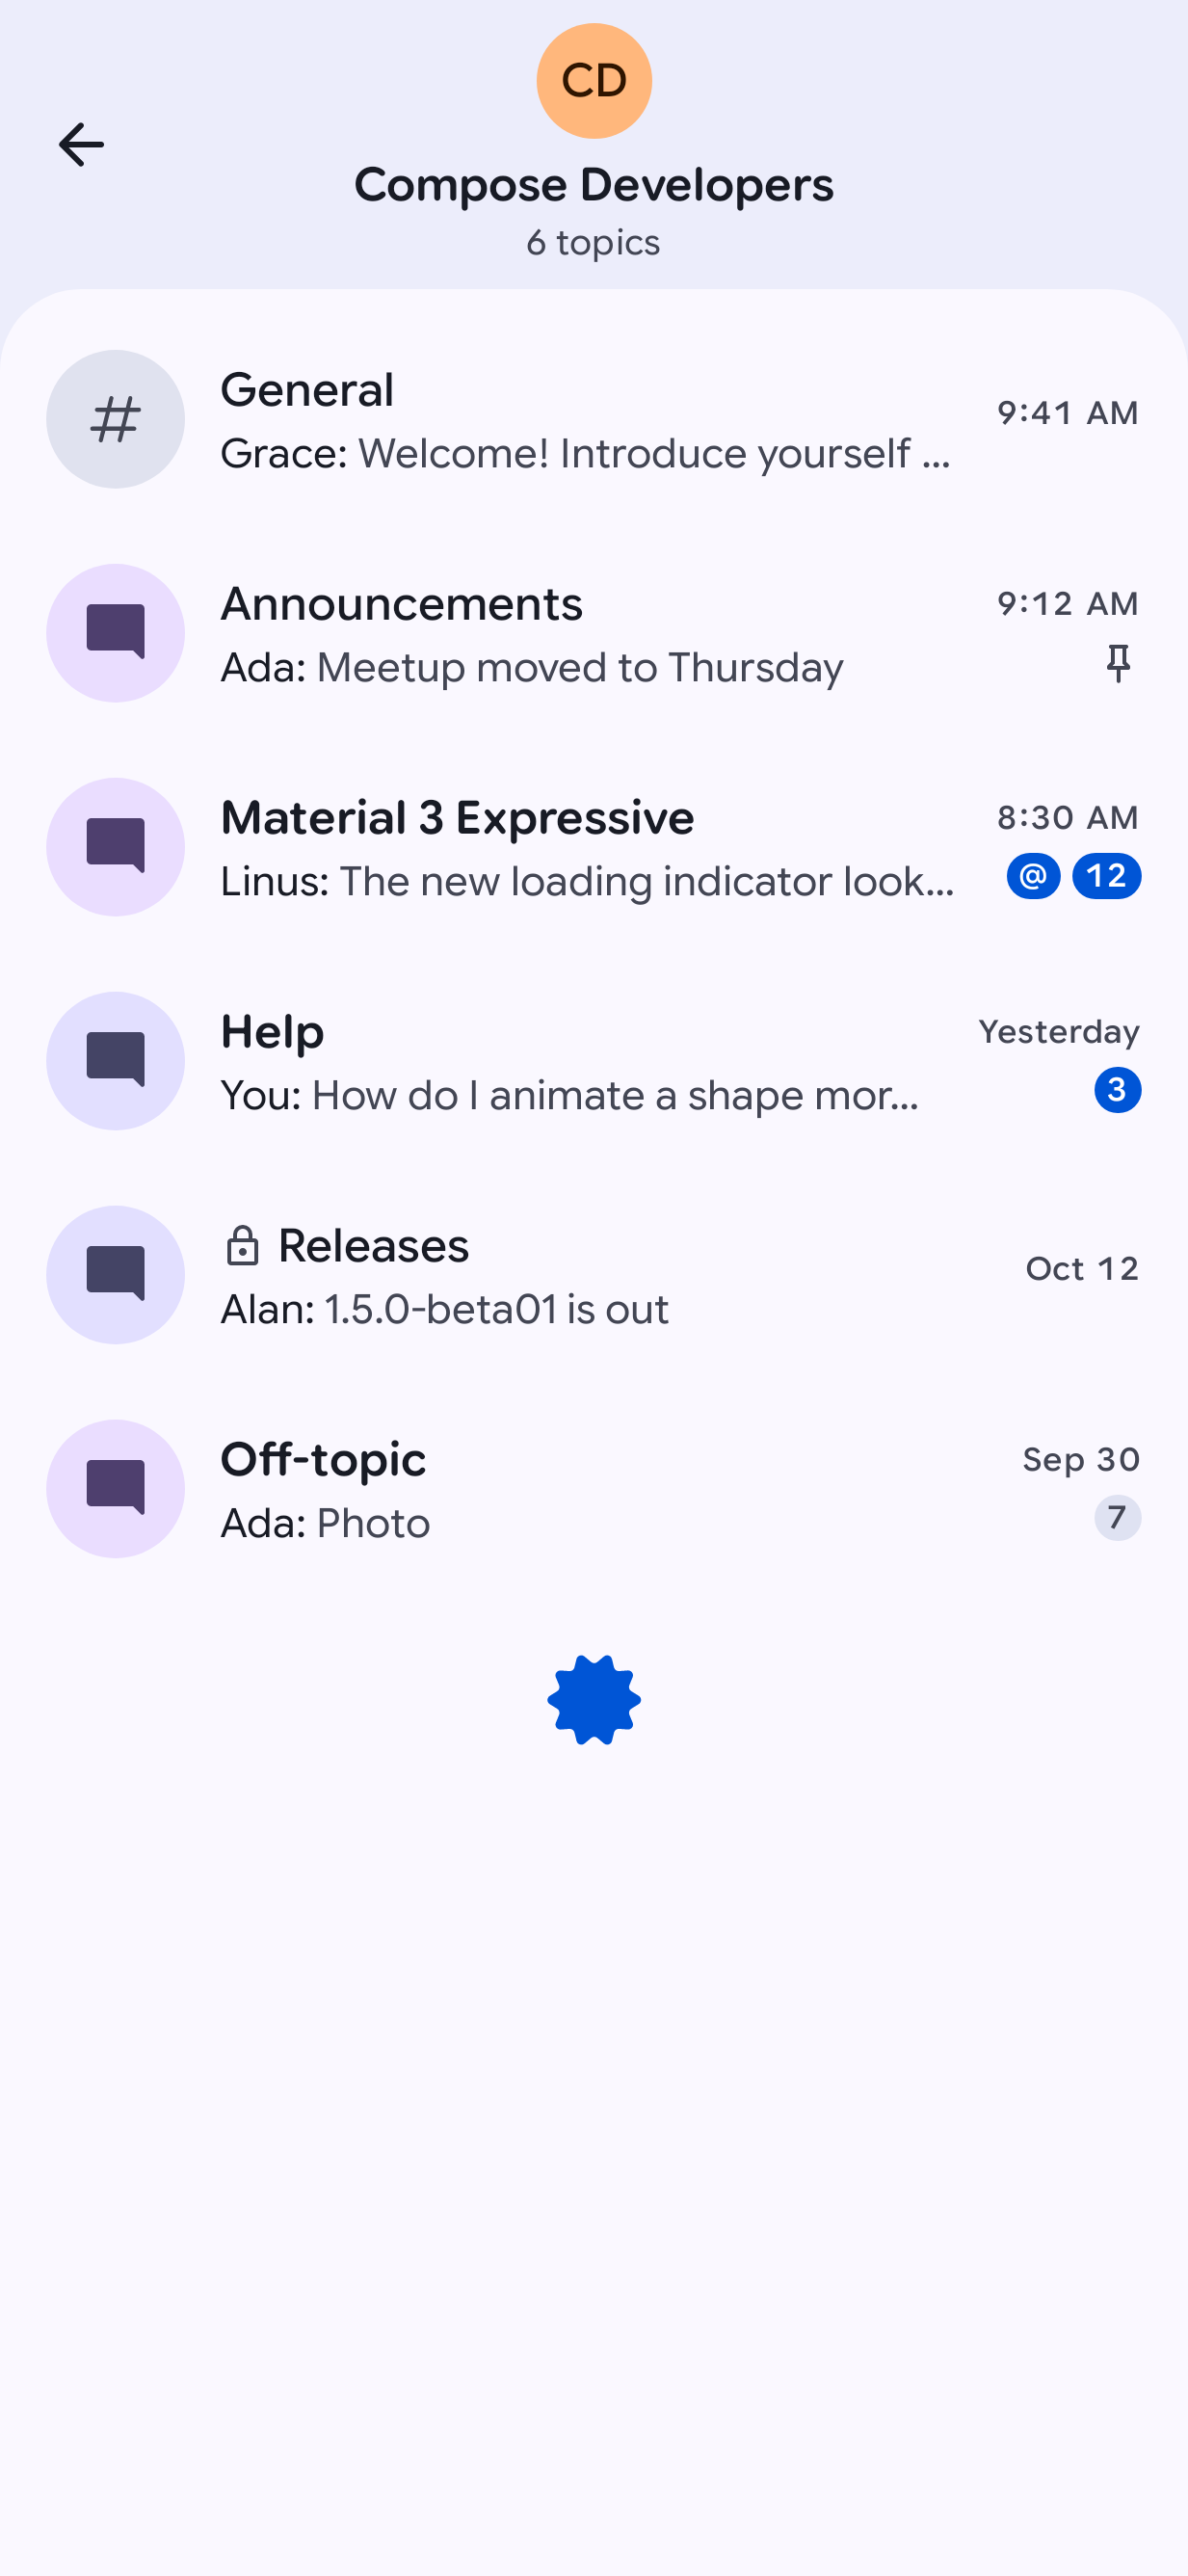 CD
Compose Developers
6 topics
#
General
9:41 AM
Grace: Welcome! Introduce yourself ...
Announcements
9:12 AM
Ada: Meetup moved to Thursday
Material 3 Expressive
8:30 AM
Linus: The new loading indicator look...
@ 12
Help
Yesterday
You: How do I animate a shape mor...
3
Releases
Oct 12
Alan: 1.5.0-beta01 is out
Off-topic
Sep 30
Ada: Photo
7